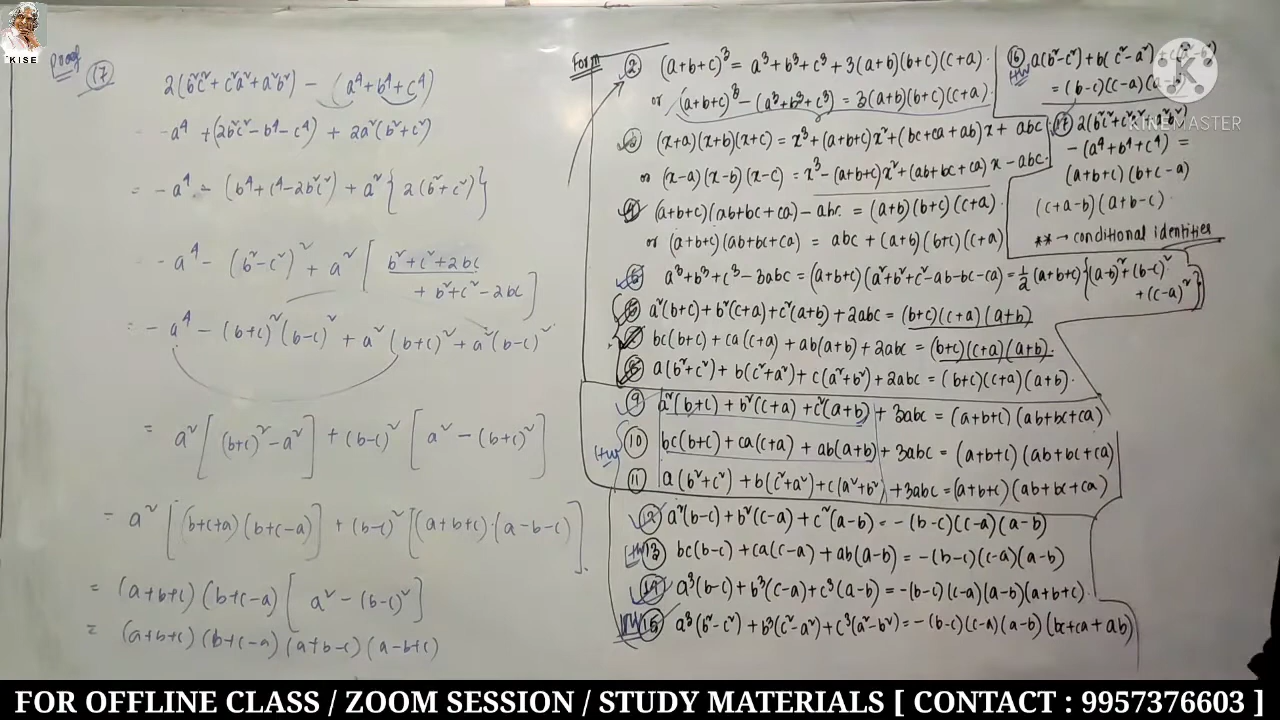 KISE
Proof
(17)
2(b²c²+c²a²+a²b²) - (a⁴+b⁴+c⁴)
= -a⁴ +(2b²c²-b⁴-c⁴) + 2a²(b²+c²)
= -a⁴ - (b⁴+c⁴-2b²c²) + a² { 2(b²+c²) }
= -a⁴ - (b²-c²)² + a² [ b²+c²+2bc
+ b²+c²-2bc ]
= -a⁴ - (b+c)²(b-c)² + a²(b+c)² + a²(b-c)²
= a² [ (b+c)²-a² ] + (b-c)² [ a² - (b+c)² ]
= a² [ (b+c+a)(b+c-a) ] + (b-c)² [ (a+b+c)·(a-b-c) ]
= (a+b+c)(b+c-a) [ a² - (b-c)² ]
= (a+b+c)(b+c-a)(a+b-c)(a-b+c)
(2) (a+b+c)³ = a³+b³+c³+3(a+b)(b+c)(c+a)
or (a+b+c)³ - (a³+b³+c³) = 3(a+b)(b+c)(c+a)
(x+a)(x+b)(x+c) = x³+(a+b+c)x²+(bc+ca+ab)x+abc
or (x-a)(x-b)(x-c) = x³-(a+b+c)x²+(ab+bc+ca)x-abc
(a+b+c)(ab+bc+ca)-abc = (a+b)(b+c)(c+a)
or (a+b+c)(ab+bc+ca) = abc + (a+b)(b+c)(c+a)
a³+b³+c³-3abc = (a+b+c)(a²+b²+c²-ab-bc-ca) = 1/2 (a+b+c) {(a-b)²+(b-c)²
+(c-a)²}
a²(b+c)+b²(c+a)+c²(a+b)+2abc = (b+c)(c+a)(a+b)
bc(b+c)+ca(c+a)+ab(a+b)+2abc = (b+c)(c+a)(a+b).
a(b²+c²)+b(c²+a²)+c(a²+b²)+2abc = (b+c)(c+a)(a+b).
(9) a²(b+c)+b²(c+a)+c²(a+b)+3abc = (a+b+c)(ab+bc+ca)
HW
(10) bc(b+c)+ca(c+a)+ab(a+b)+3abc = (a+b+c)(ab+bc+ca)
(11) a(b²+c²)+b(c²+a²)+c(a²+b²)+3abc = (a+b+c)(ab+bc+ca)
(12) a²(b-c)+b²(c-a)+c²(a-b) = -(b-c)(c-a)(a-b)
HW (13) bc(b-c)+ca(c-a)+ab(a-b) = -(b-c)(c-a)(a-b)
(14) a³(b-c)+b³(c-a)+c³(a-b) = -(b-c)(c-a)(a-b)(a+b+c).
HW (15) a³(b²-c²)+b³(c²-a²)+c³(a²-b²) = -(b-c)(c-a)(a-b)(bc+ca+ab)
(16) a(b²-c²)+b(c²-a²)+c(a²-b²)
HW
= (b-c)(c-a)(a-b)
(17) 2(b²c²+c²a²+a²b²)
-(a⁴+b⁴+c⁴) =
(a+b+c)(b+c-a)
(c+a-b)(a+b-c).
** → conditional identities
K
KINEMASTER
FOR OFFLINE CLASS / ZOOM SESSION / STUDY MATERIALS [ CONTACT : 9957376603 ]